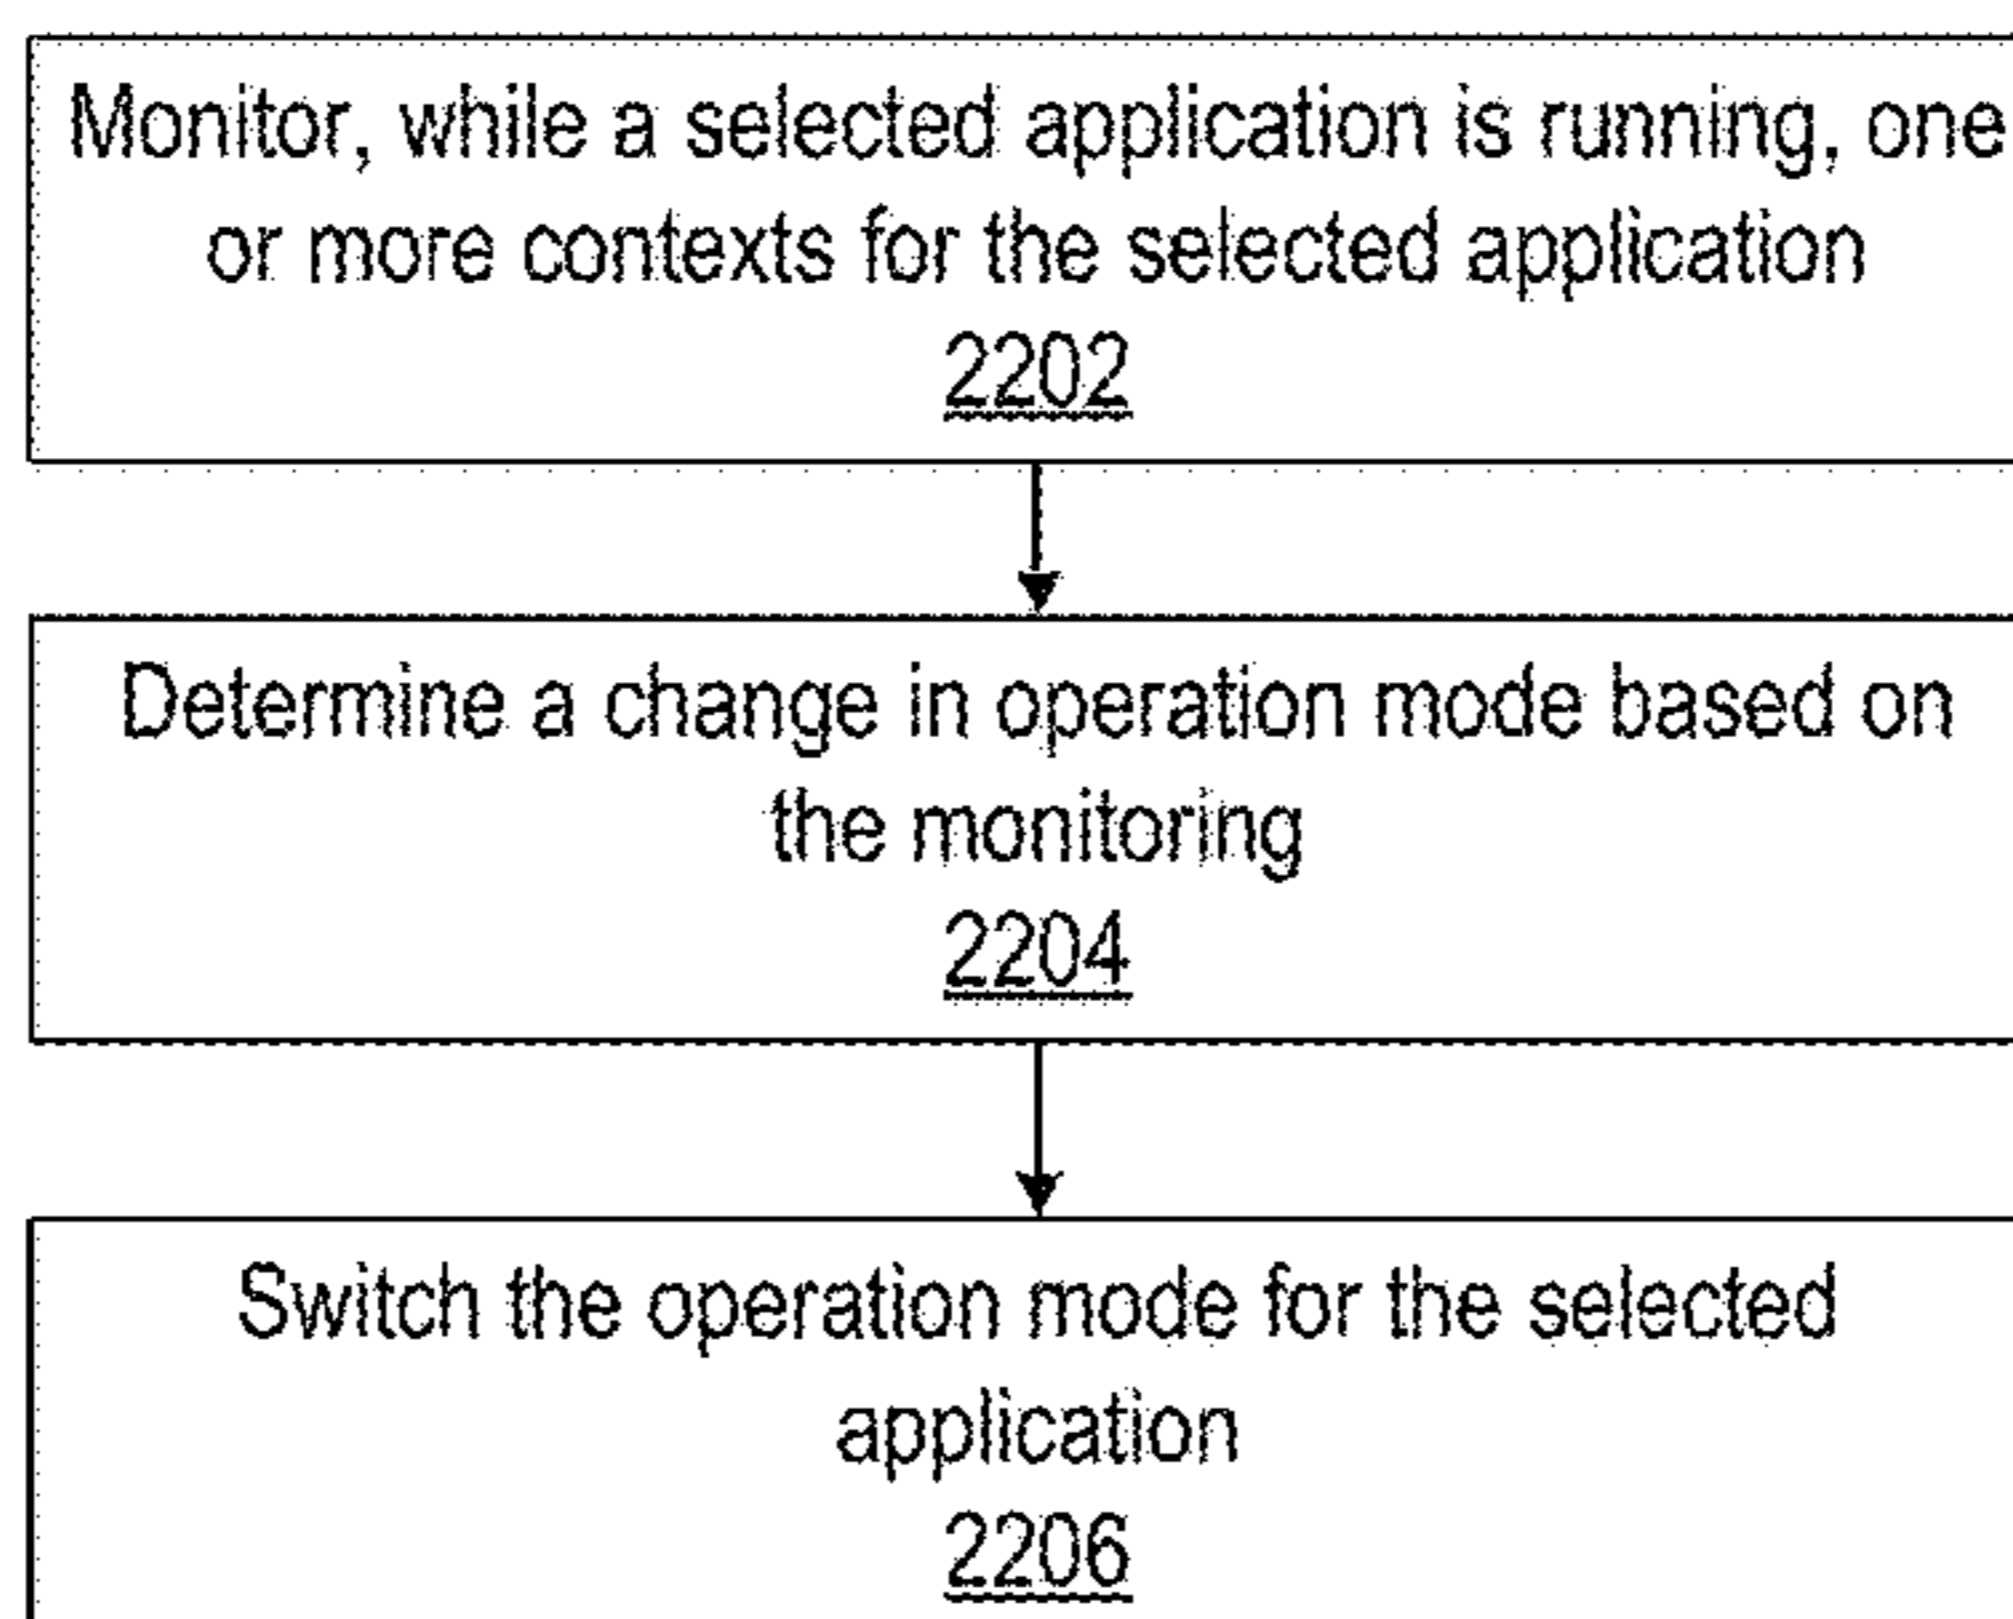 Monitor, while a selected application is running, one
or more contexts for the selected application
2202
Determine a change in operation mode based on
the monitoring
2204
Switch the operation mode for the selected
application
2206